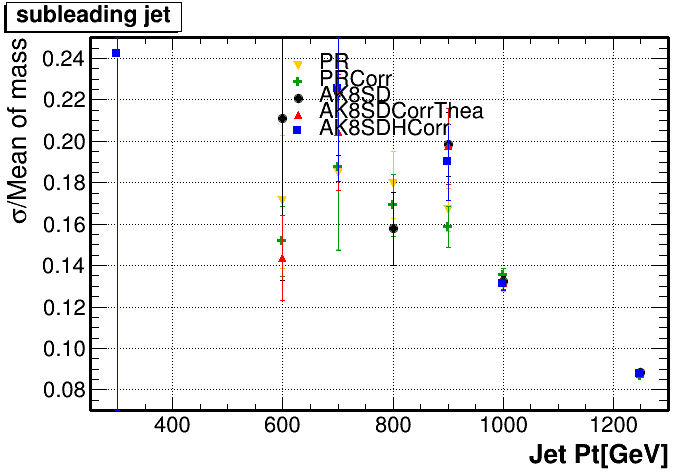 subleading jet
σ/Mean of mass
0.24
0.22
0.20
0.18
0.16
0.14
0.12
0.10
0.08
PR
PRCorr
AK8SD
AK8SDCorrThea
AK8SDHCorr
400 600 800 1000 1200
Jet Pt[GeV]